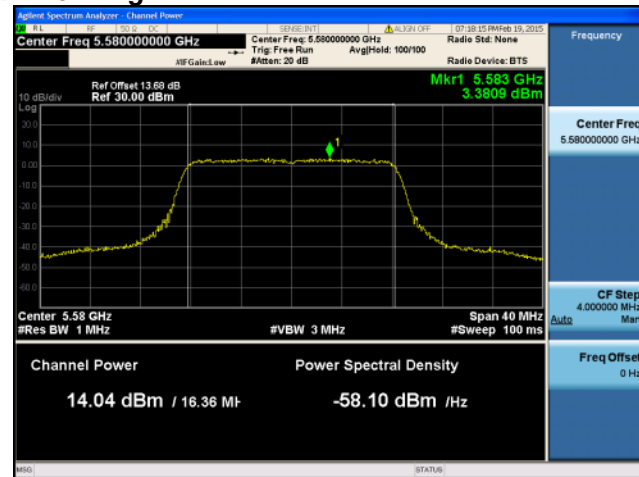 Agilent Spectrum Analyzer - Channel Power
RL RF 50 Ω DC SENSE:INT ALIGN OFF 07:18:15 PM Feb 19, 2015
Center Freq 5.580000000 GHz
Center Freq: 5.580000000 GHz
Radio Std: None
Trig: Free Run Avg|Hold: 100/100
#IFGain:Low #Atten: 20 dB Radio Device: BTS
Ref Offset 13.68 dB
10 dB/div Ref 30.00 dBm
Mkr1 5.583 GHz
3.3809 dBm
Log
20.0
10.0
1
0.00
-10.0
-20.0
-30.0
-40.0
-50.0
-60.0
Center 5.58 GHz Span 40 MHz
#Res BW 1 MHz #VBW 3 MHz #Sweep 100 ms
Channel Power Power Spectral Density
14.04 dBm / 16.36 MH -58.10 dBm /Hz
MSG STATUS
Frequency
Center Freq
5.580000000 GHz
CF Step
4.000000 MHz
Auto Man
Freq Offset
0 Hz